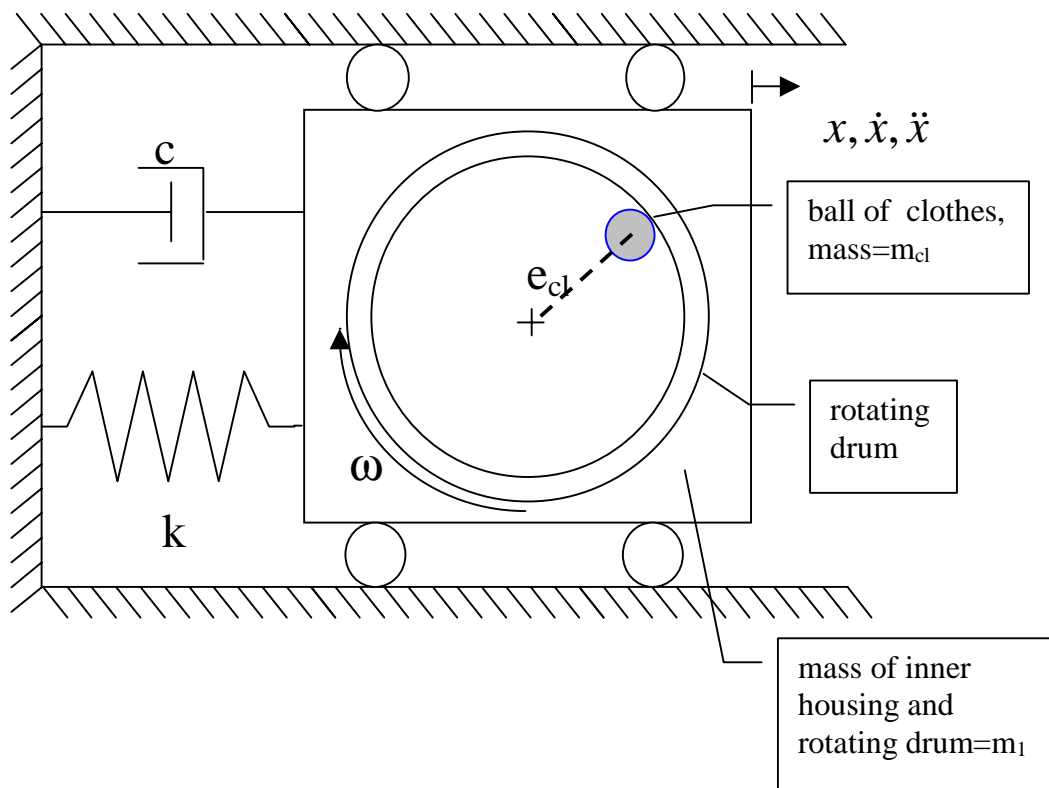 c
x, ẋ, ẍ
ball of clothes,
mass=m_cl
e_cl
rotating
drum
ω
k
mass of inner
housing and
rotating drum=m_1